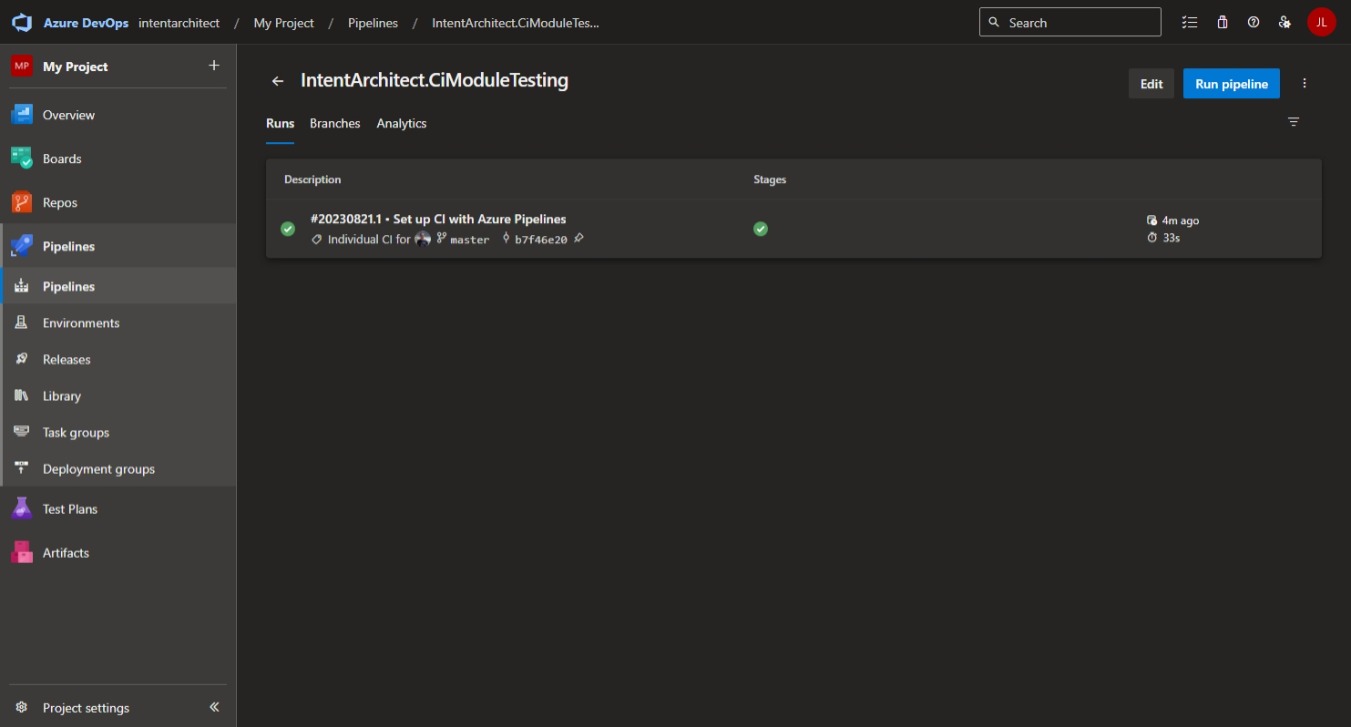 Azure DevOps intentarchitect / My Project / Pipelines / IntentArchitect.CiModuleTes... Search JL
MP My Project +
Overview
Boards
Repos
Pipelines
Pipelines
Environments
Releases
Library
Task groups
Deployment groups
Test Plans
Artifacts
Project settings
IntentArchitect.CiModuleTesting
Edit Run pipeline
Runs Branches Analytics
Description Stages
#20230821.1 • Set up CI with Azure Pipelines
Individual CI for master b7f46e20
4m ago
33s